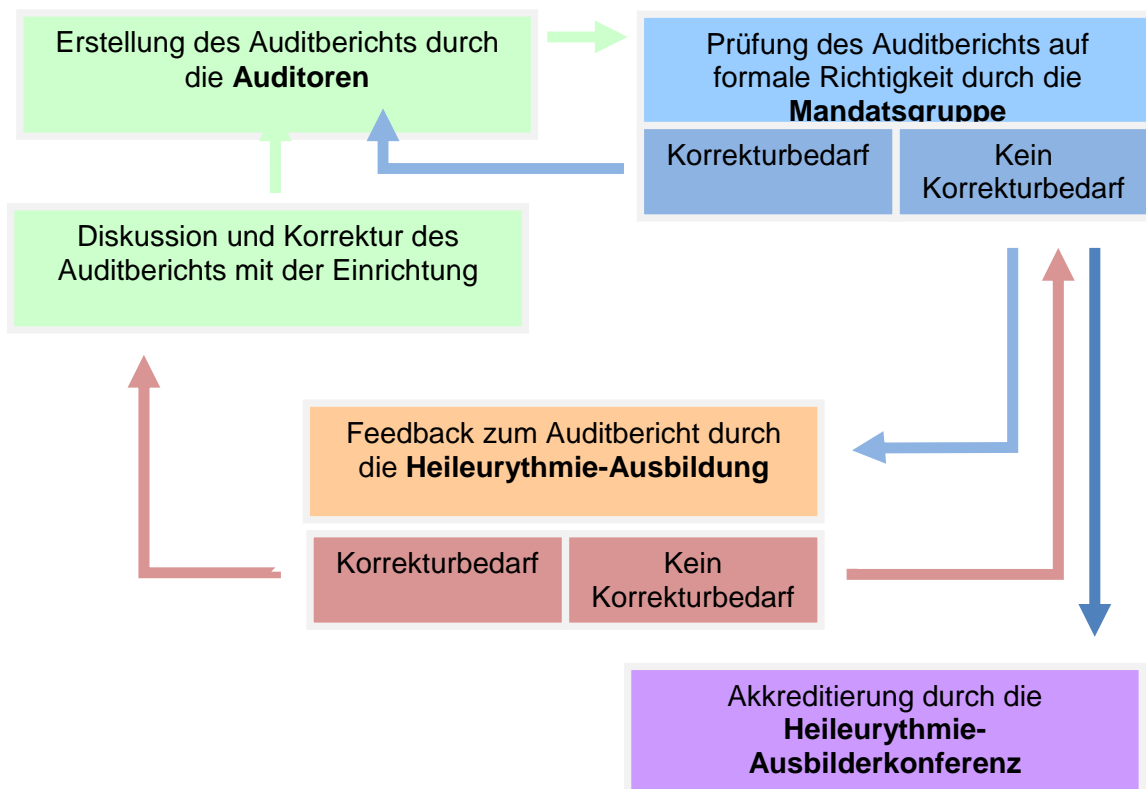 Erstellung des Auditberichts durch
die Auditoren
Prüfung des Auditberichts auf
formale Richtigkeit durch die
Mandatsgruppe
Korrekturbedarf
Kein
Korrekturbedarf
Diskussion und Korrektur des
Auditberichts mit der Einrichtung
Feedback zum Auditbericht durch
die Heileurythmie-Ausbildung
Korrekturbedarf
Kein
Korrekturbedarf
Akkreditierung durch die
Heileurythmie-
Ausbilderkonferenz